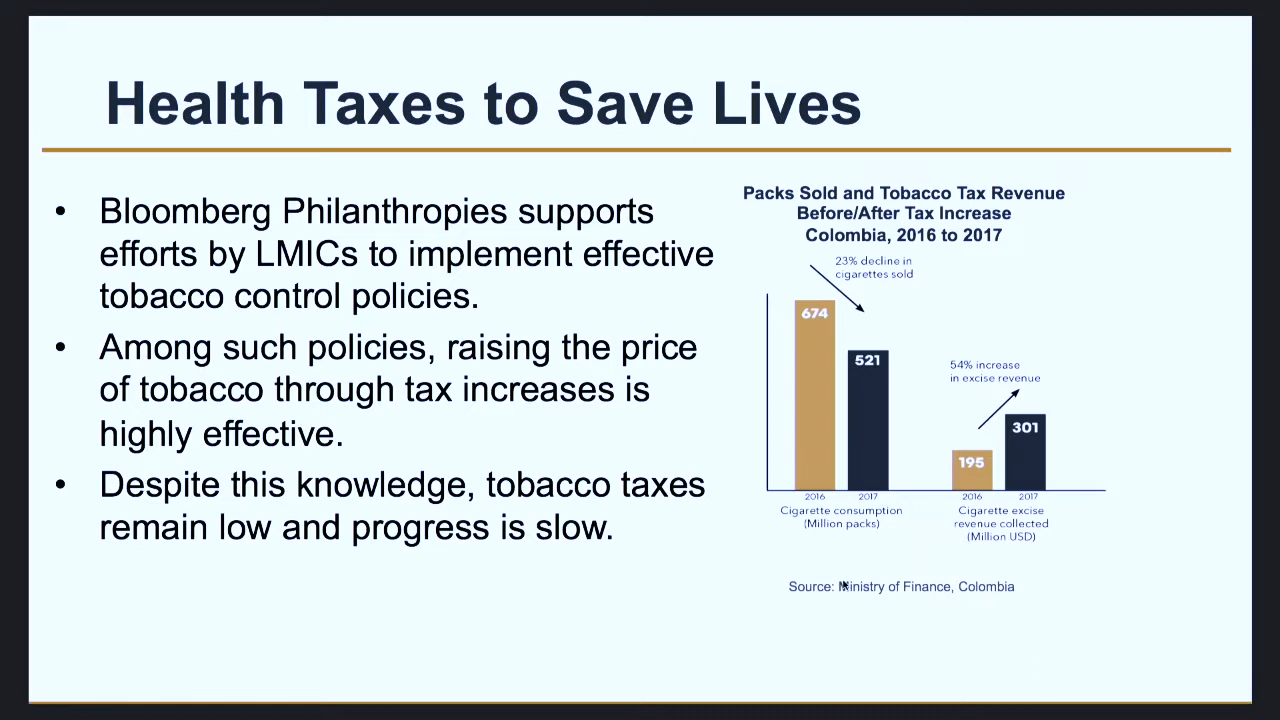 Health Taxes to Save Lives
• Bloomberg Philanthropies supports
efforts by LMICs to implement effective
tobacco control policies.
• Among such policies, raising the price
of tobacco through tax increases is
highly effective.
• Despite this knowledge, tobacco taxes
remain low and progress is slow.
Packs Sold and Tobacco Tax Revenue
Before/After Tax Increase
Colombia, 2016 to 2017
23% decline in
cigarettes sold
674
521
54% increase
in excise revenue
195
301
2016 2017 2016 2017
Cigarette consumption
(Million packs)
Cigarette excise
revenue collected
(Million USD)
Source: Ministry of Finance, Colombia